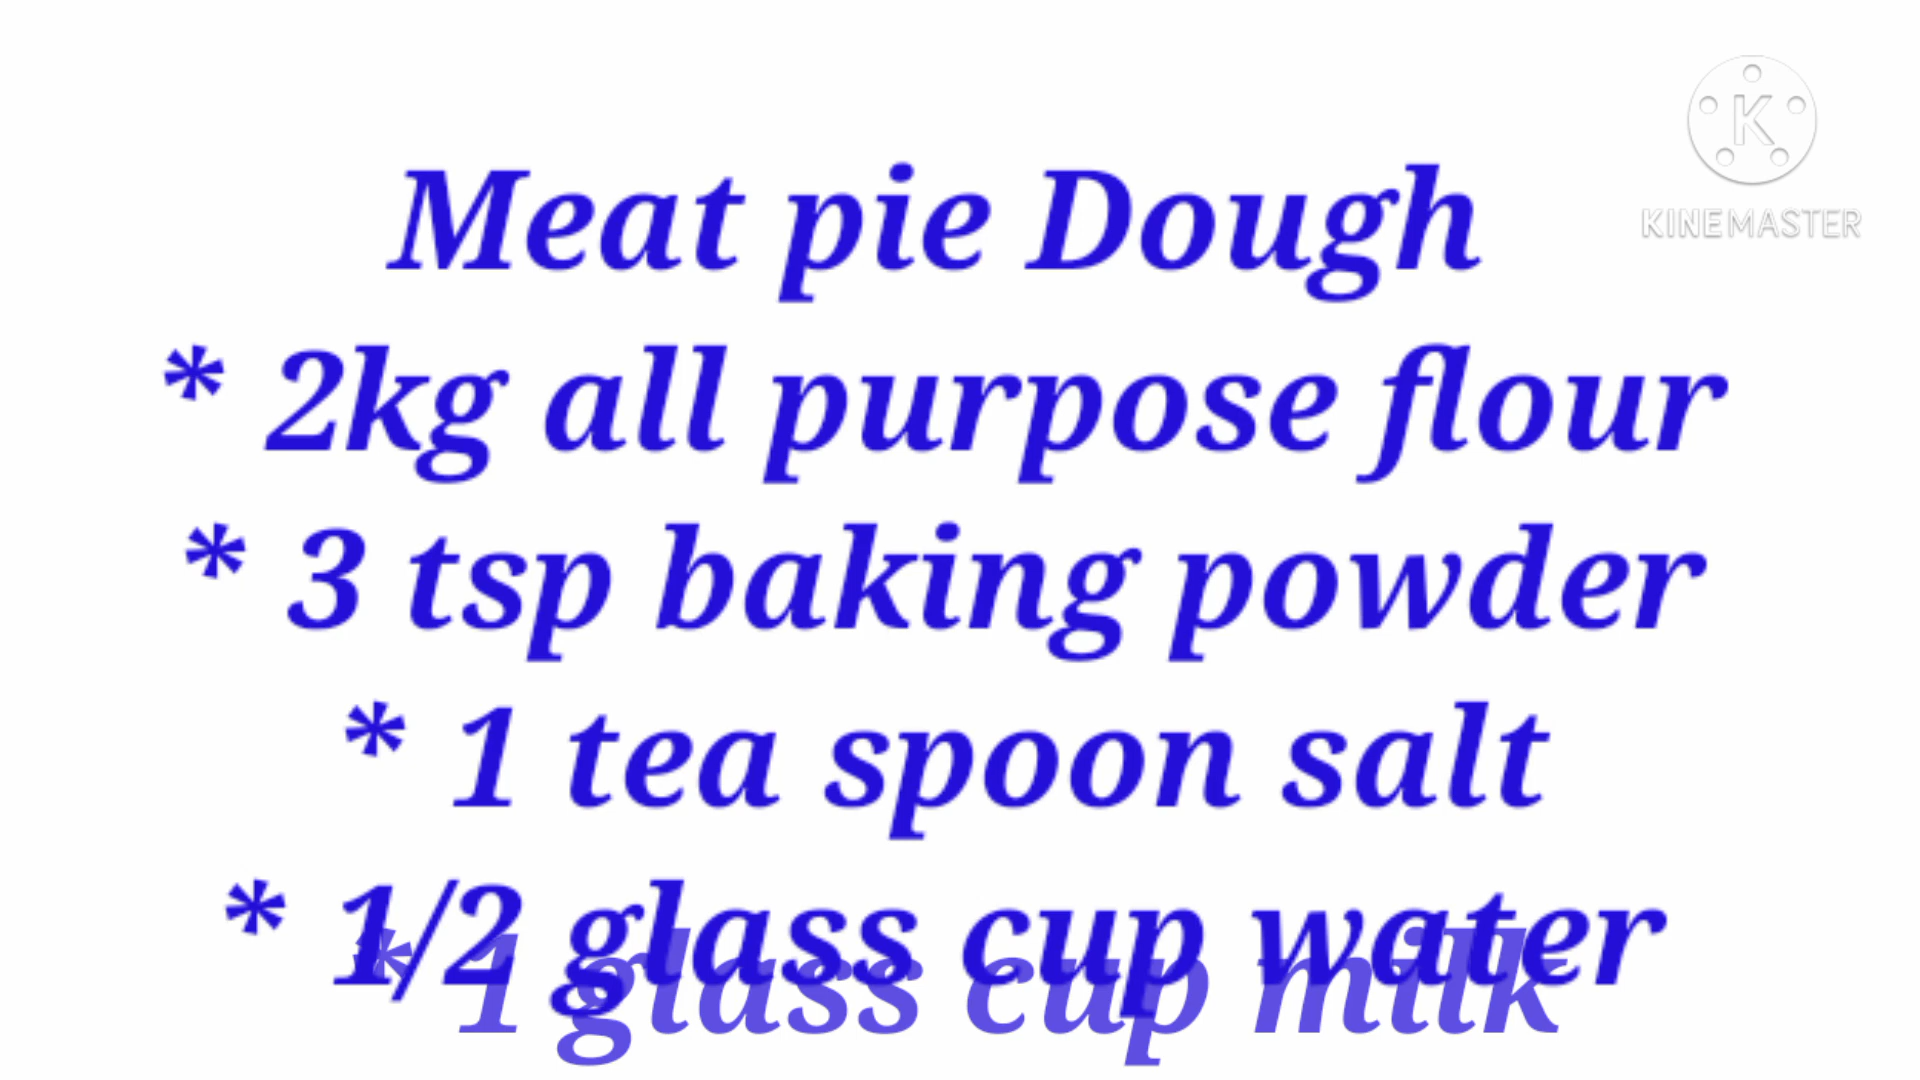 K
KINEMASTER
Meat pie Dough
* 2kg all purpose flour
* 3 tsp baking powder
* 1 tea spoon salt
* 1/2 glass cup water
* 1 glass cup milk